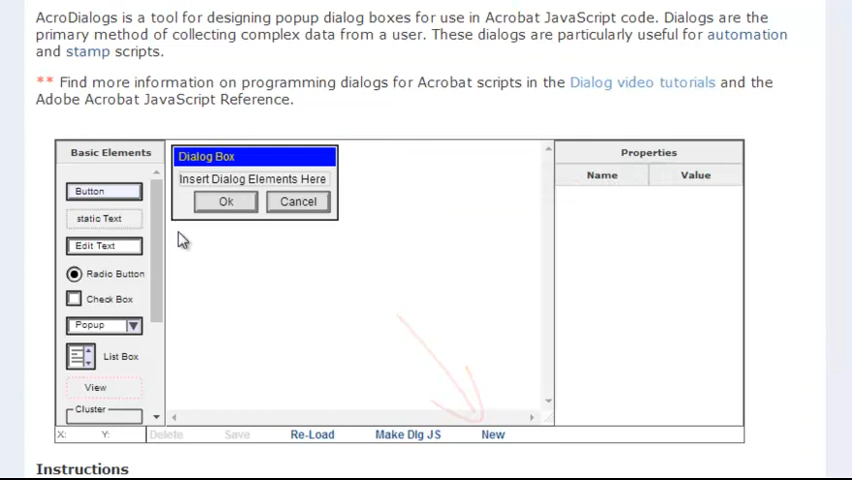 AcroDialogs is a tool for designing popup dialog boxes for use in Acrobat JavaScript code. Dialogs are the
primary method of collecting complex data from a user. These dialogs are particularly useful for automation
and stamp scripts.
** Find more information on programming dialogs for Acrobat scripts in the Dialog video tutorials and the
Adobe Acrobat JavaScript Reference.
Basic Elements
Button
static Text
Edit Text
Radio Button
Check Box
Popup
List Box
View
Cluster
Dialog Box
Insert Dialog Elements Here
Ok Cancel
Properties
Name Value
X: Y: Delete Save Re-Load Make Dlg JS New
Instructions